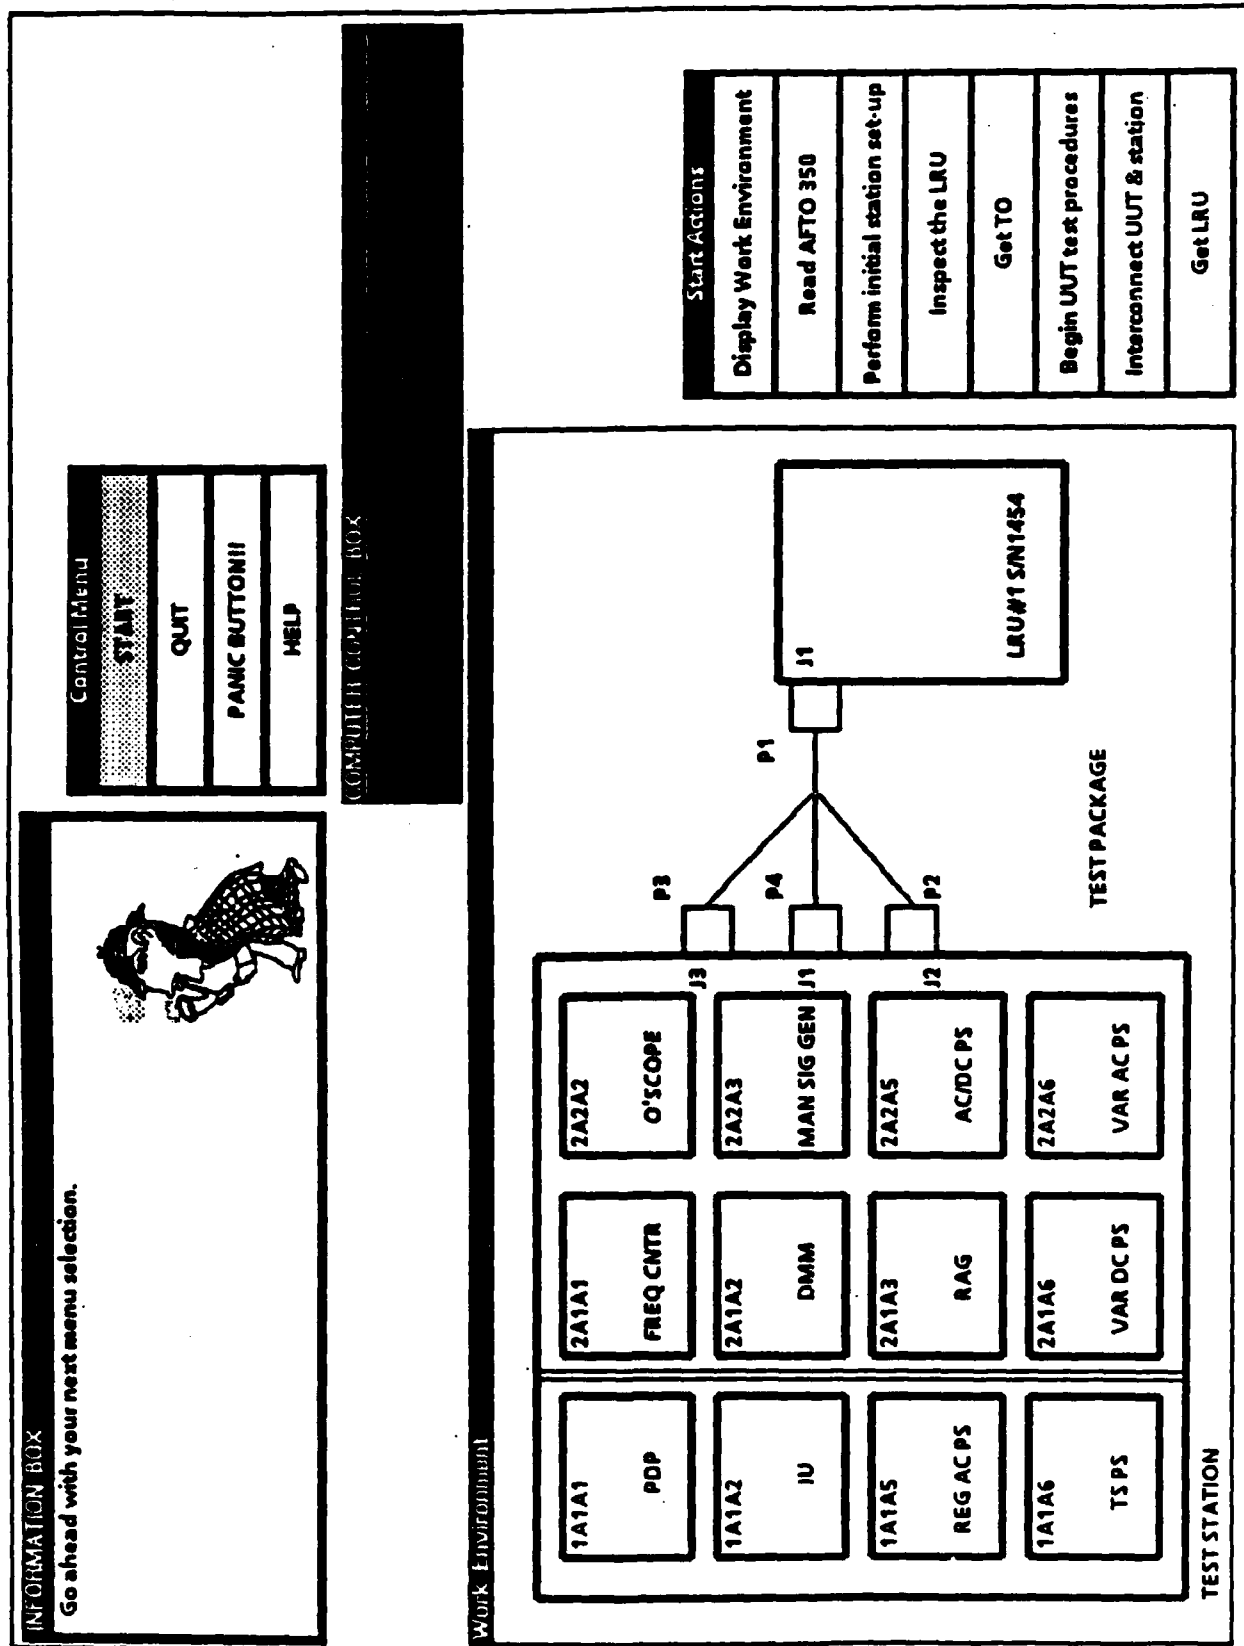 INFORMATION BOX
Go ahead with your next menu selection.
Control Menu
START
QUIT
PANIC BUTTON!!
HELP
COMPUTER CONTROL BOX
Work Environment
1A1A1
PDP
2A1A1
FREQ CNTR
2A2A2
O'SCOPE
1A1A2
IU
2A1A2
DMM
2A2A3
MAN SIG GEN
1A1A5
REG AC PS
2A1A3
RAG
2A2A5
AC/DC PS
1A1A6
TS PS
2A1A6
VAR DC PS
2A2A6
VAR AC PS
J3
P3
J1
P4
J2
P2
P1
J1
LRU#1 S/N1454
TEST STATION
TEST PACKAGE
Start Actions
Display Work Environment
Read AFTO 350
Perform initial station set-up
Inspect the LRU
Get TO
Begin UUT test procedures
Interconnect UUT & station
Get LRU